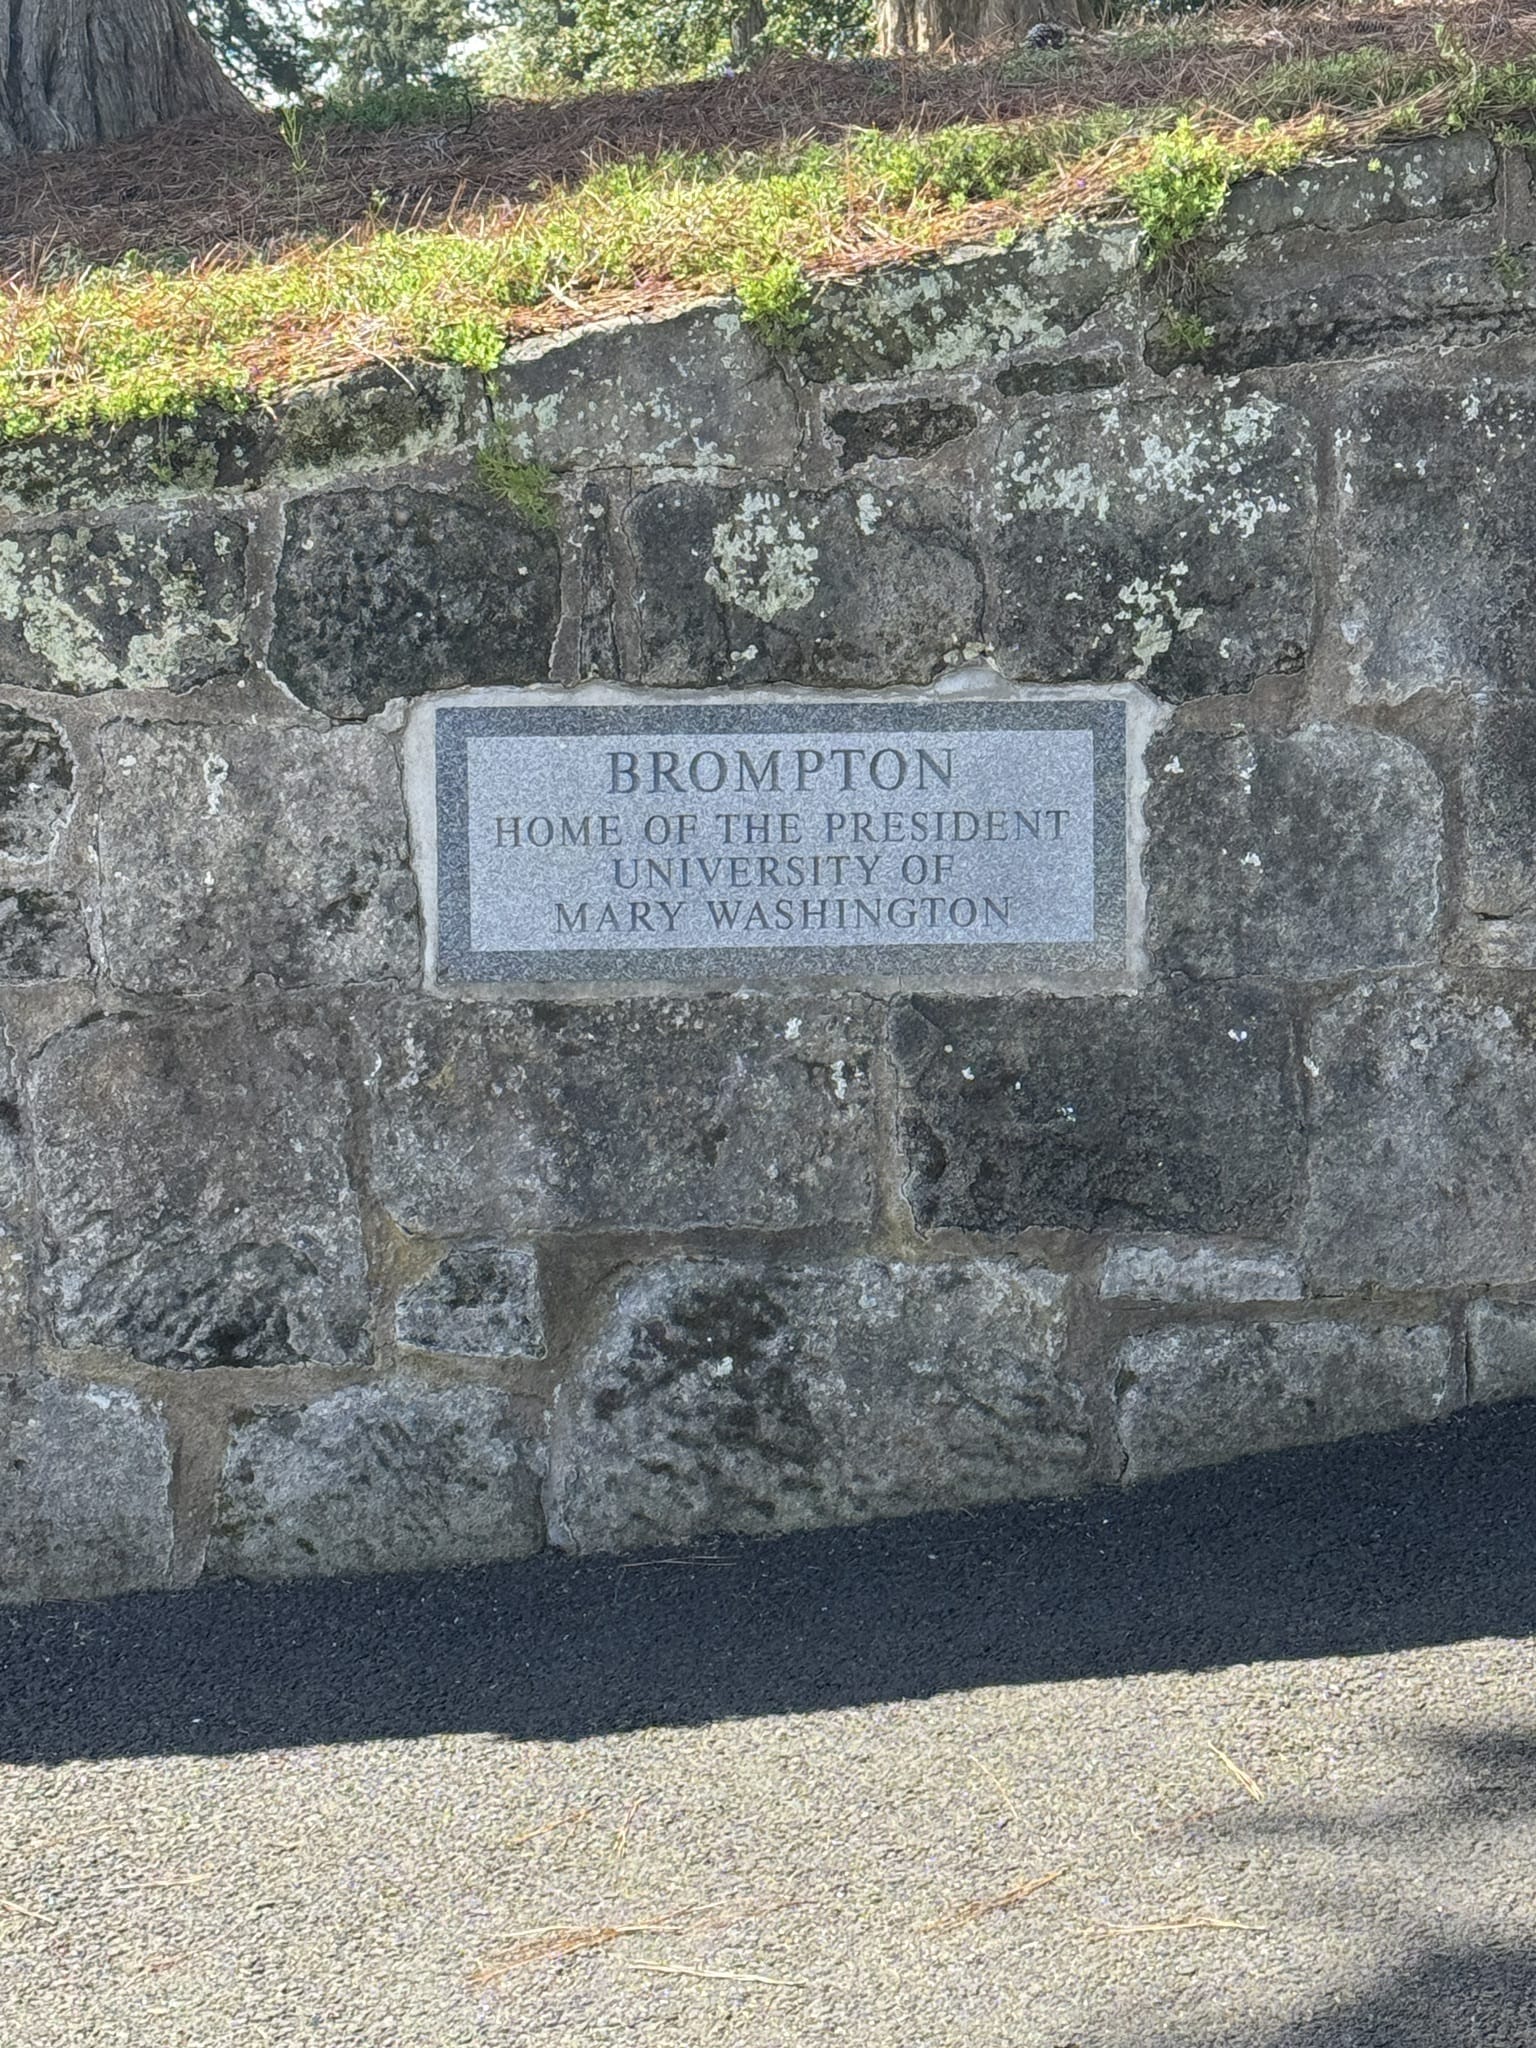 BROMPTON
HOME OF THE PRESIDENT
UNIVERSITY OF
MARY WASHINGTON